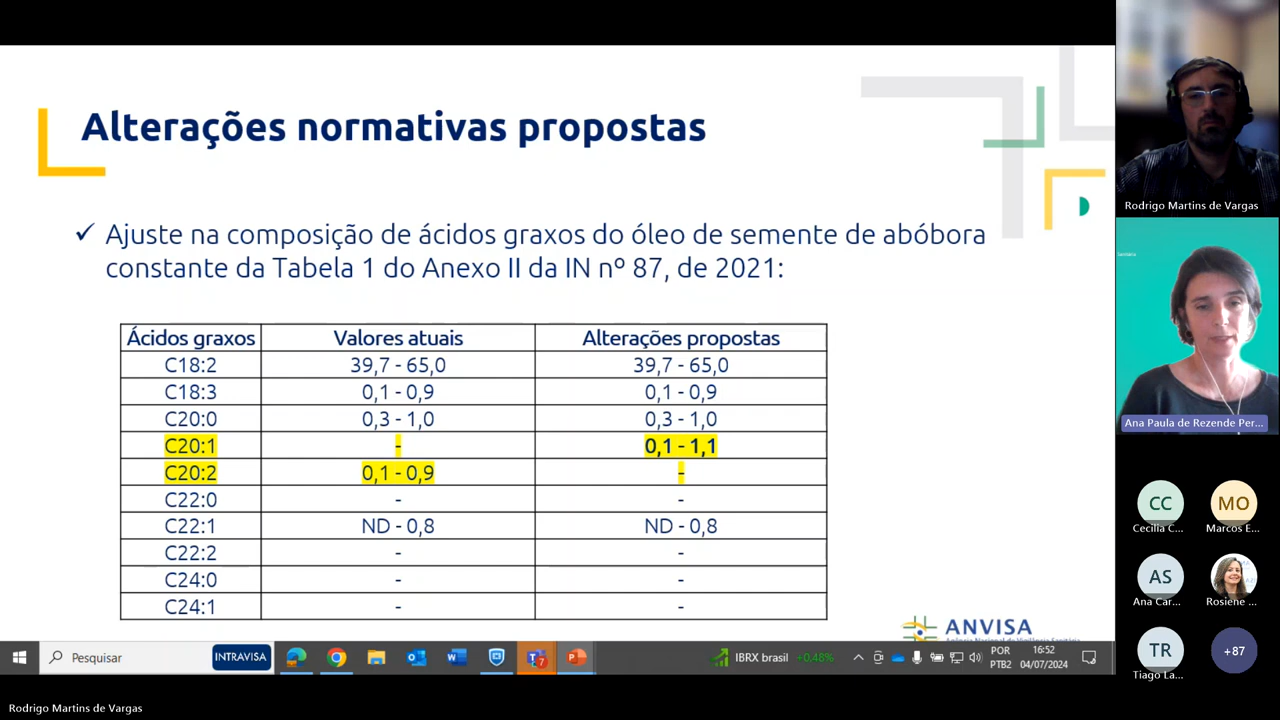 Alterações normativas propostas
✓ Ajuste na composição de ácidos graxos do óleo de semente de abóbora
constante da Tabela 1 do Anexo II da IN nº 87, de 2021:
Ácidos graxos Valores atuais Alterações propostas
C18:2 39,7 - 65,0 39,7 - 65,0
C18:3 0,1 - 0,9 0,1 - 0,9
C20:0 0,3 - 1,0 0,3 - 1,0
C20:1 - 0,1 - 1,1
C20:2 0,1 - 0,9 -
C22:0 - -
C22:1 ND - 0,8 ND - 0,8
C22:2 - -
C24:0 - -
C24:1 - -
ANVISA
Agência Nacional de Vigilância Sanitária
Pesquisar
INTRAVISA
7
IBRX brasil +0,48%
POR
PTB2
16:52
04/07/2024
Rodrigo Martins de Vargas
Ana Paula de Rezende Per...
CC
Cecilia C...
MO
Marcos E...
AS
Ana Car...
Rosiene ...
TR
Tiago La...
+87
Rodrigo Martins de Vargas